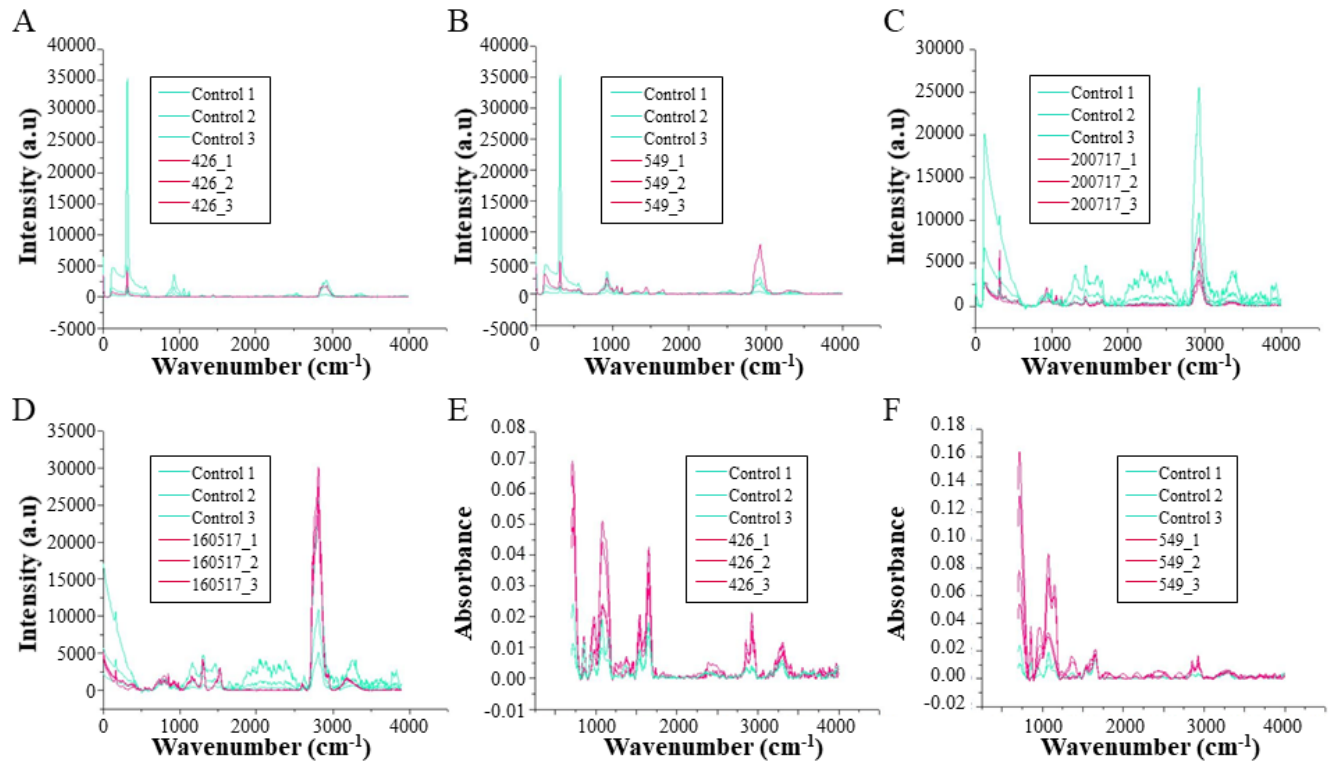 A
40000
35000
30000
25000
20000
15000
10000
5000
0
-5000
Intensity (a.u)
Control 1
Control 2
Control 3
426_1
426_2
426_3
0 1000 2000 3000 4000
Wavenumber (cm-1)
B
40000
35000
30000
25000
20000
15000
10000
5000
0
-5000
Intensity (a.u)
Control 1
Control 2
Control 3
549_1
549_2
549_3
0 1000 2000 3000 4000
Wavenumber (cm-1)
C
30000
25000
20000
15000
10000
5000
0
Intensity (a.u)
Control 1
Control 2
Control 3
200717_1
200717_2
200717_3
0 1000 2000 3000 4000
Wavenumber (cm-1)
D
35000
30000
25000
20000
15000
10000
5000
0
Intensity (a.u)
Control 1
Control 2
Control 3
160517_1
160517_2
160517_3
0 1000 2000 3000 4000
Wavenumber (cm-1)
E
0.08
0.07
0.06
0.05
0.04
0.03
0.02
0.01
0.00
-0.01
Absorbance
Control 1
Control 2
Control 3
426_1
426_2
426_3
1000 2000 3000 4000
Wavenumber (cm-1)
F
0.18
0.16
0.14
0.12
0.10
0.08
0.06
0.04
0.02
0.00
-0.02
Absorbance
Control 1
Control 2
Control 3
549_1
549_2
549_3
1000 2000 3000 4000
Wavenumber (cm-1)